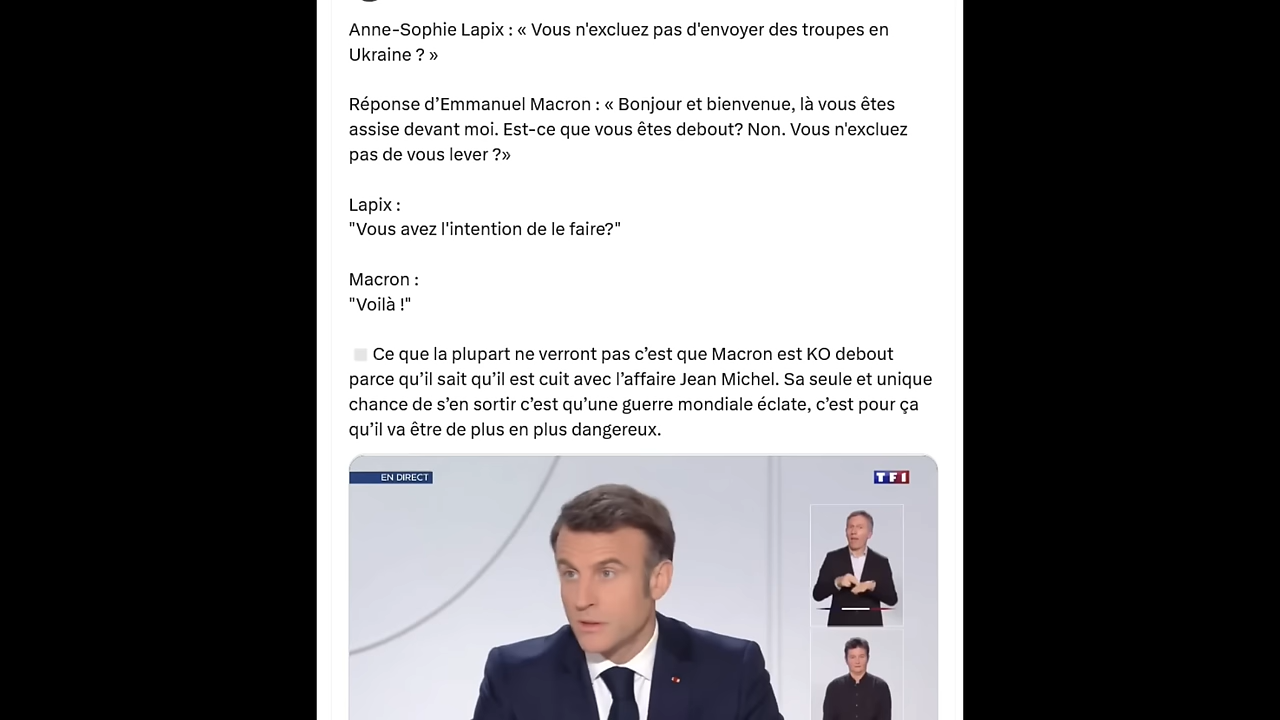 Anne-Sophie Lapix : « Vous n'excluez pas d'envoyer des troupes en
Ukraine ? »
Réponse d’Emmanuel Macron : « Bonjour et bienvenue, là vous êtes
assise devant moi. Est-ce que vous êtes debout? Non. Vous n'excluez
pas de vous lever ?»
Lapix :
"Vous avez l'intention de le faire?"
Macron :
"Voilà !"
Ce que la plupart ne verront pas c’est que Macron est KO debout
parce qu’il sait qu’il est cuit avec l’affaire Jean Michel. Sa seule et unique
chance de s’en sortir c’est qu’une guerre mondiale éclate, c’est pour ça
qu’il va être de plus en plus dangereux.
EN DIRECT
TF1